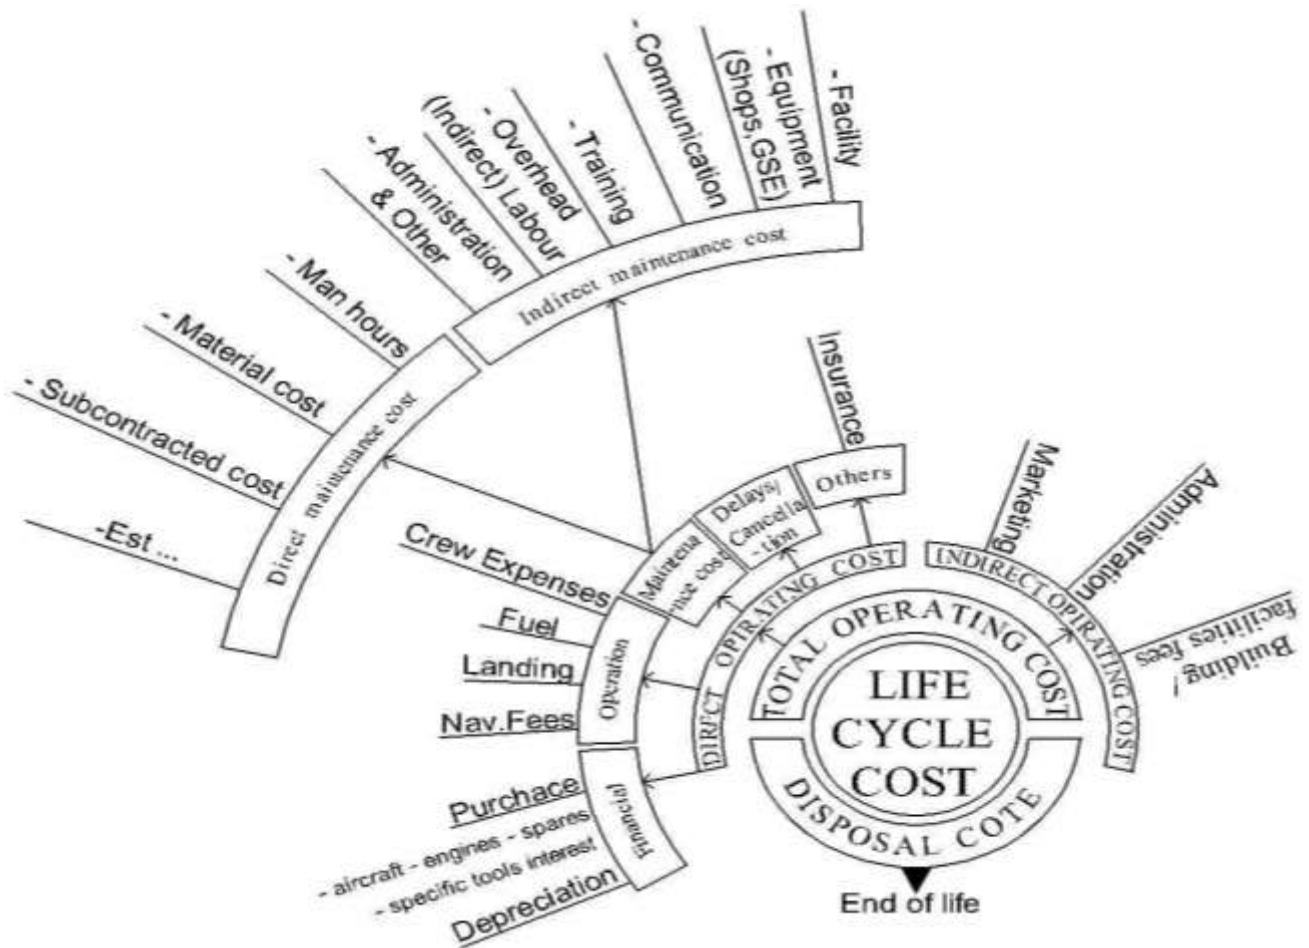 - Facility
- Equipment
(Shops,GSE)
- Communication
- Training
- Overhead
(Indirect) Labour
- Administration
& Other
Indirect maintenance cost
- Man hours
- Material cost
- Subcontracted cost
-Est ...
Direct maintenance cost
Insurance
Others
Delays/
Cancella
-tion
Maintena
nce cost
Crew Expenses
Fuel
Landing
Nav.Fees
Operation
Purchace
- aircraft - engines - spares
- specific tools interest
Depreciation
Financial
DIRECT OPIRATING COST
Marketing
Administration
Building/
facilities fees
INDIRECT OPIRATING COST
TOTAL OPERATING COST
LIFE
CYCLE
COST
DISPOSAL COTE
End of life